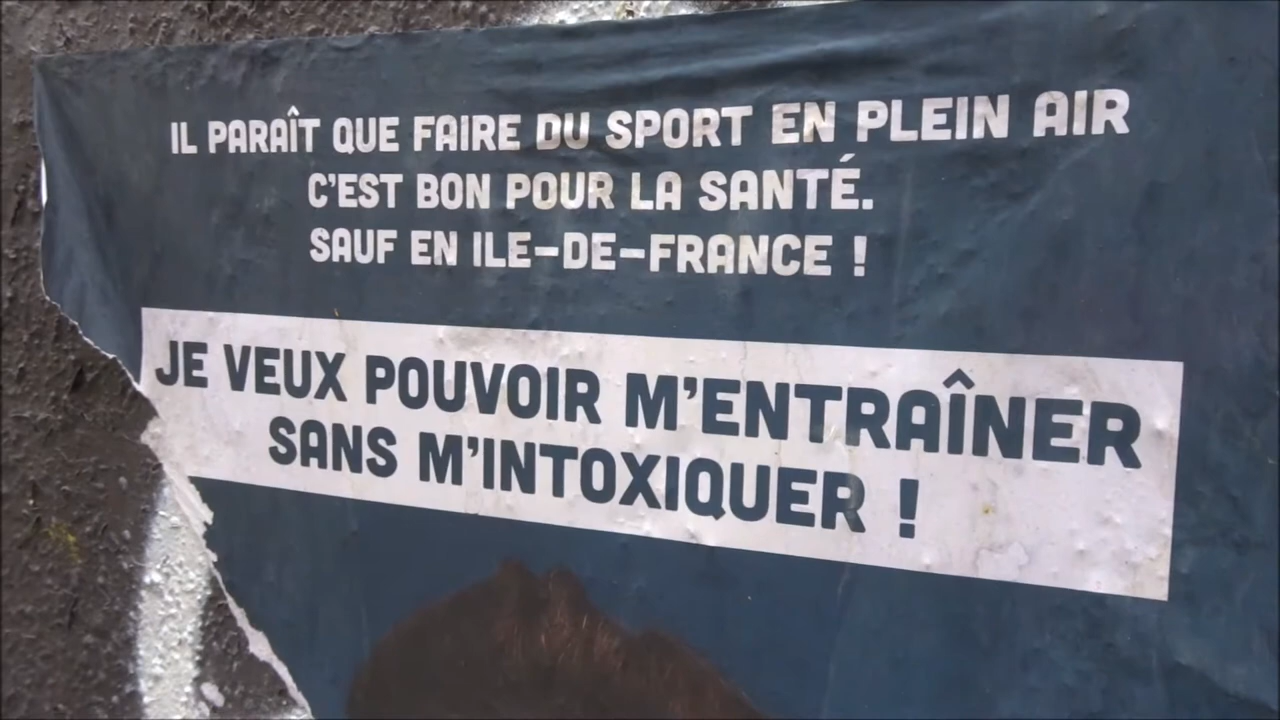 IL PARAÎT QUE FAIRE DU SPORT EN PLEIN AIR
C'EST BON POUR LA SANTÉ.
SAUF EN ILE-DE-FRANCE !
JE VEUX POUVOIR M'ENTRAÎNER
SANS M'INTOXIQUER !